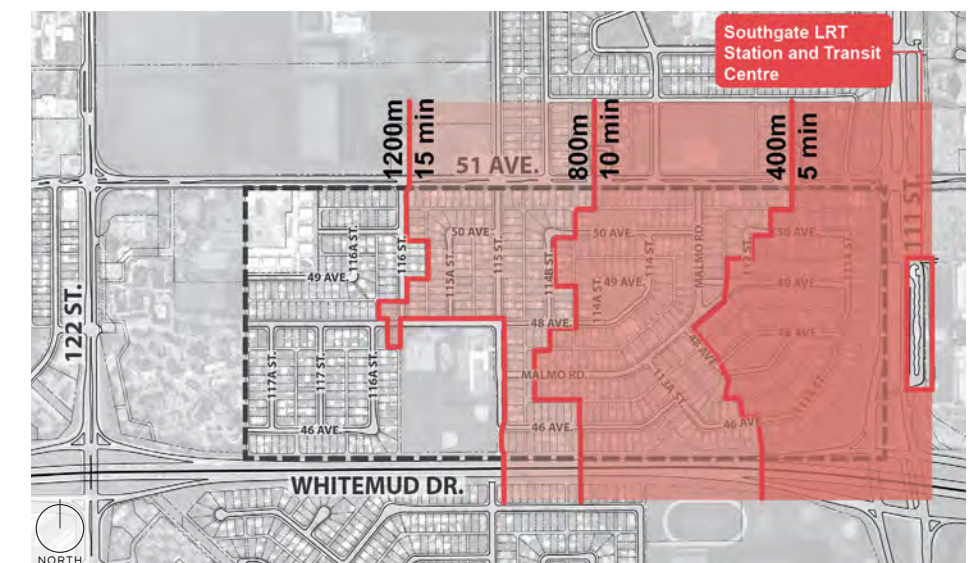 Southgate LRT
Station and Transit
Centre
1200m
15 min
800m
10 min
400m
5 min
51 AVE.
111 ST.
122 ST.
116A ST.
116 ST.
50 AVE.
115 ST.
115A ST.
49 AVE.
114B ST.
50 AVE.
114 ST.
114A ST.
49 AVE.
MALMO RD.
50 AVE.
49 AVE.
48 AVE.
48 AVE.
48 AVE.
117A ST.
117 ST.
116A ST.
46 AVE.
MALMO RD.
113A ST.
46 AVE.
46 AVE.
WHITEMUD DR.
NORTH